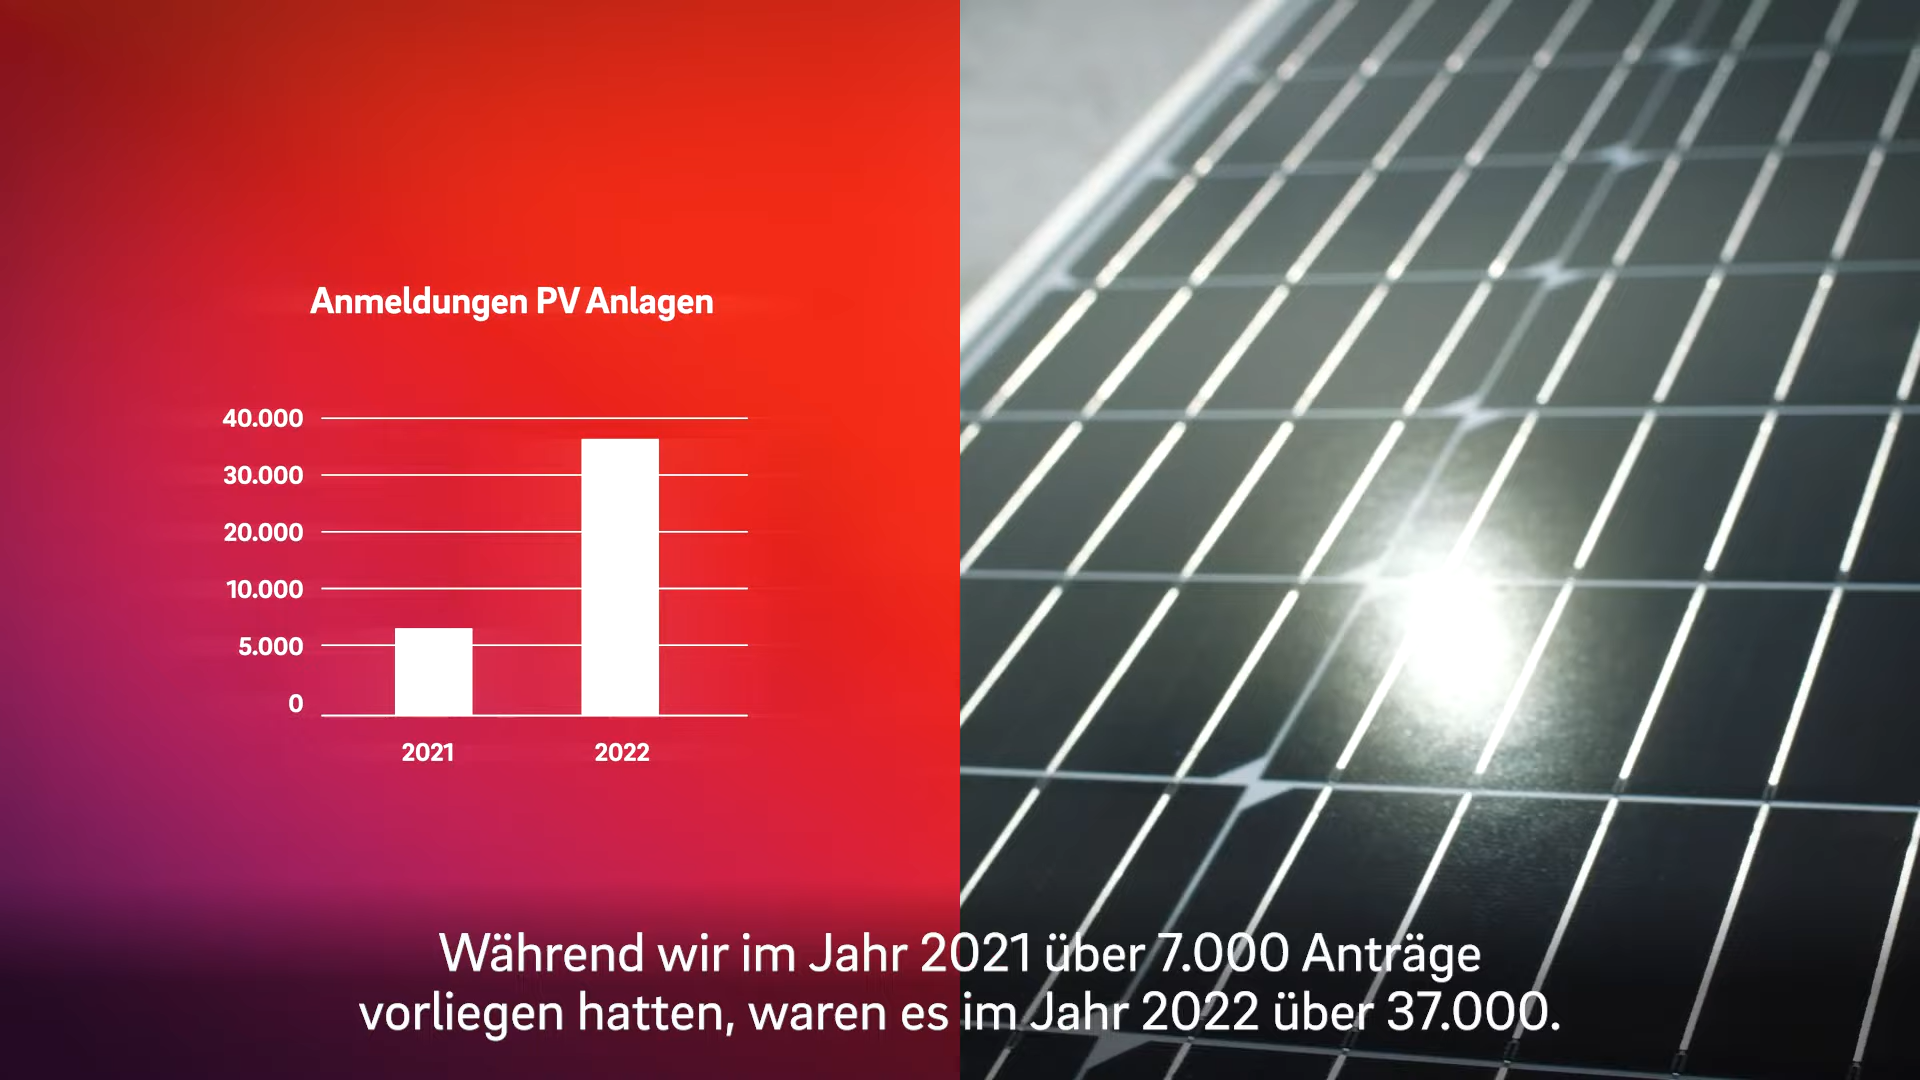 Anmeldungen PV Anlagen
40.000
30.000
20.000
10.000
5.000
0
2021 2022
Während wir im Jahr 2021 über 7.000 Anträge
vorliegen hatten, waren es im Jahr 2022 über 37.000.